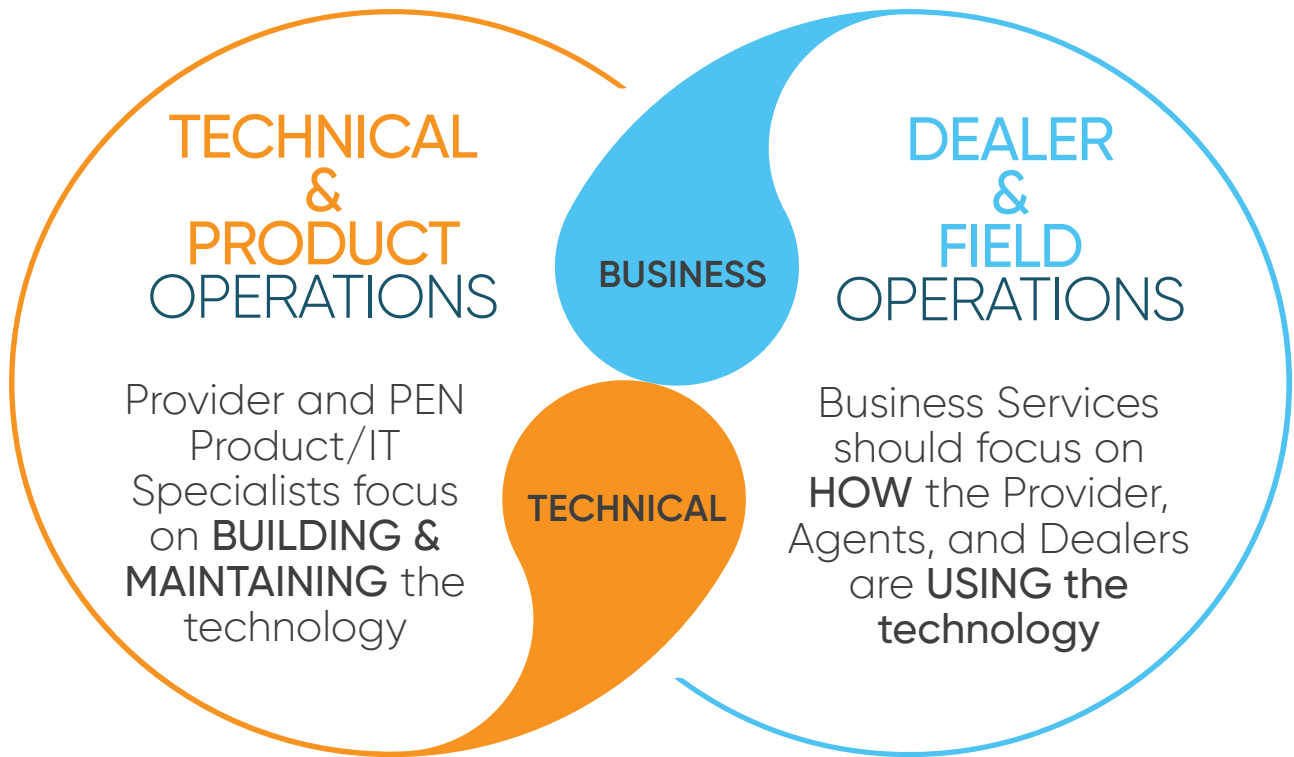 TECHNICAL
&
PRODUCT
OPERATIONS
Provider and PEN
Product/IT
Specialists focus
on BUILDING &
MAINTAINING the
technology
BUSINESS
TECHNICAL
DEALER
&
FIELD
OPERATIONS
Business Services
should focus on
HOW the Provider,
Agents, and Dealers
are USING the
technology